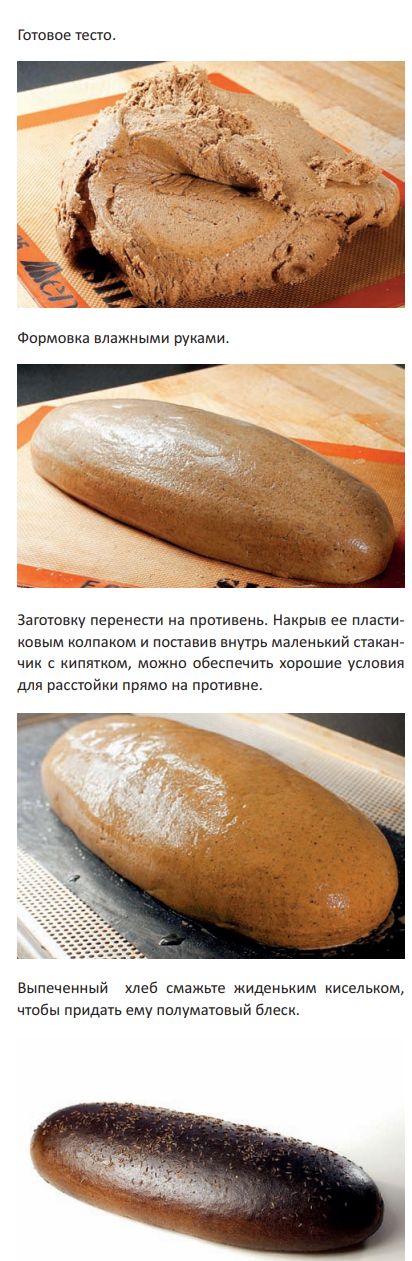 Готовое тесто.
Формовка влажными руками.
Заготовку перенести на противень. Накрыв ее пласти-
ковым колпаком и поставив внутрь маленький стакан-
чик с кипятком, можно обеспечить хорошие условия
для расстойки прямо на противне.
Выпеченный хлеб смажьте жиденьким кисельком,
чтобы придать ему полуматовый блеск.